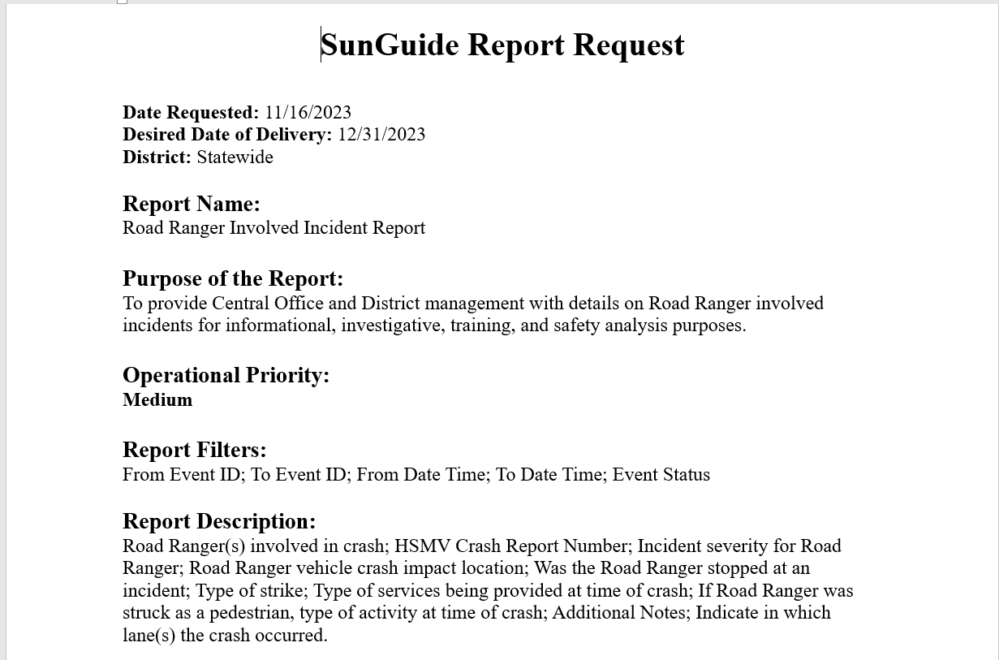 SunGuide Report Request
Date Requested: 11/16/2023
Desired Date of Delivery: 12/31/2023
District: Statewide
Report Name:
Road Ranger Involved Incident Report
Purpose of the Report:
To provide Central Office and District management with details on Road Ranger involved
incidents for informational, investigative, training, and safety analysis purposes.
Operational Priority:
Medium
Report Filters:
From Event ID; To Event ID; From Date Time; To Date Time; Event Status
Report Description:
Road Ranger(s) involved in crash; HSMV Crash Report Number; Incident severity for Road
Ranger; Road Ranger vehicle crash impact location; Was the Road Ranger stopped at an
incident; Type of strike; Type of services being provided at time of crash; If Road Ranger was
struck as a pedestrian, type of activity at time of crash; Additional Notes; Indicate in which
lane(s) the crash occurred.